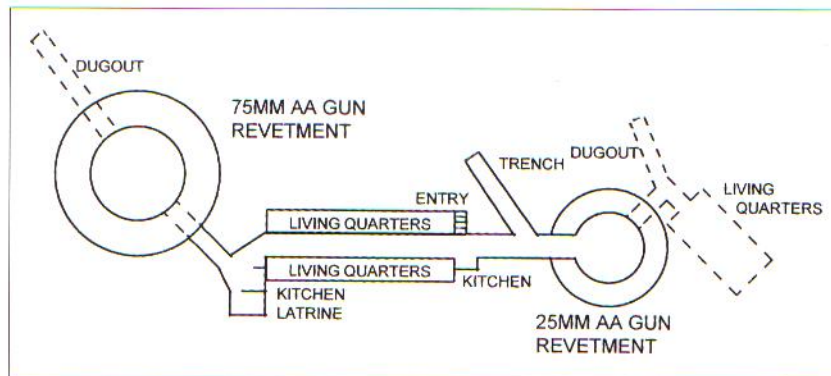 DUGOUT
75MM AA GUN
REVETMENT
ENTRY
TRENCH
DUGOUT
LIVING
QUARTERS
LIVING QUARTERS
LIVING QUARTERS
KITCHEN
KITCHEN
LATRINE
25MM AA GUN
REVETMENT